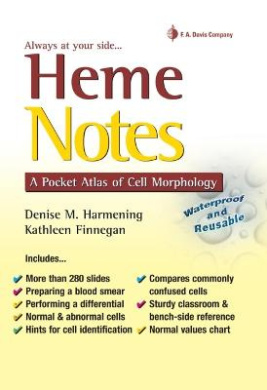 Always at your side...
F. A. Davis Company
Heme
Notes
A Pocket Atlas of Cell Morphology
Denise M. Harmening
Kathleen Finnegan
Waterproof
and
Reusable
Includes...
More than 280 slides
Preparing a blood smear
Performing a differential
Normal & abnormal cells
Hints for cell identification
Compares commonly
confused cells
Sturdy classroom &
bench-side reference
Normal values chart